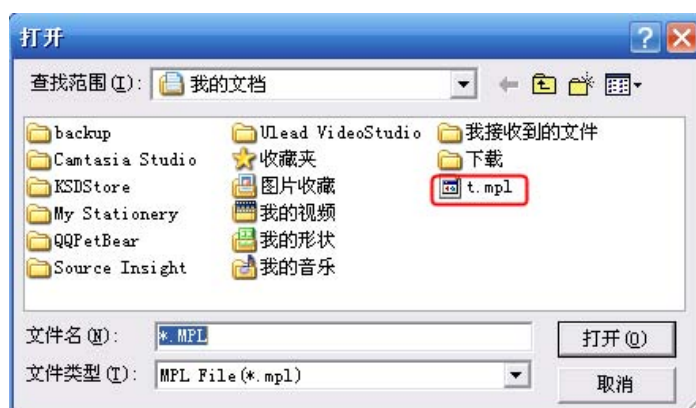 打开
查找范围(I): 我的文档
backup
Camtasia Studio
KSDStore
My Stationery
QQPetBear
Source Insight
Ulead VideoStudio
收藏夹
图片收藏
我的视频
我的形状
我的音乐
我接收到的文件
下载
t.mpl
文件名(N): *.MPL 打开(O)
文件类型(T): MPL File(*.mpl) 取消